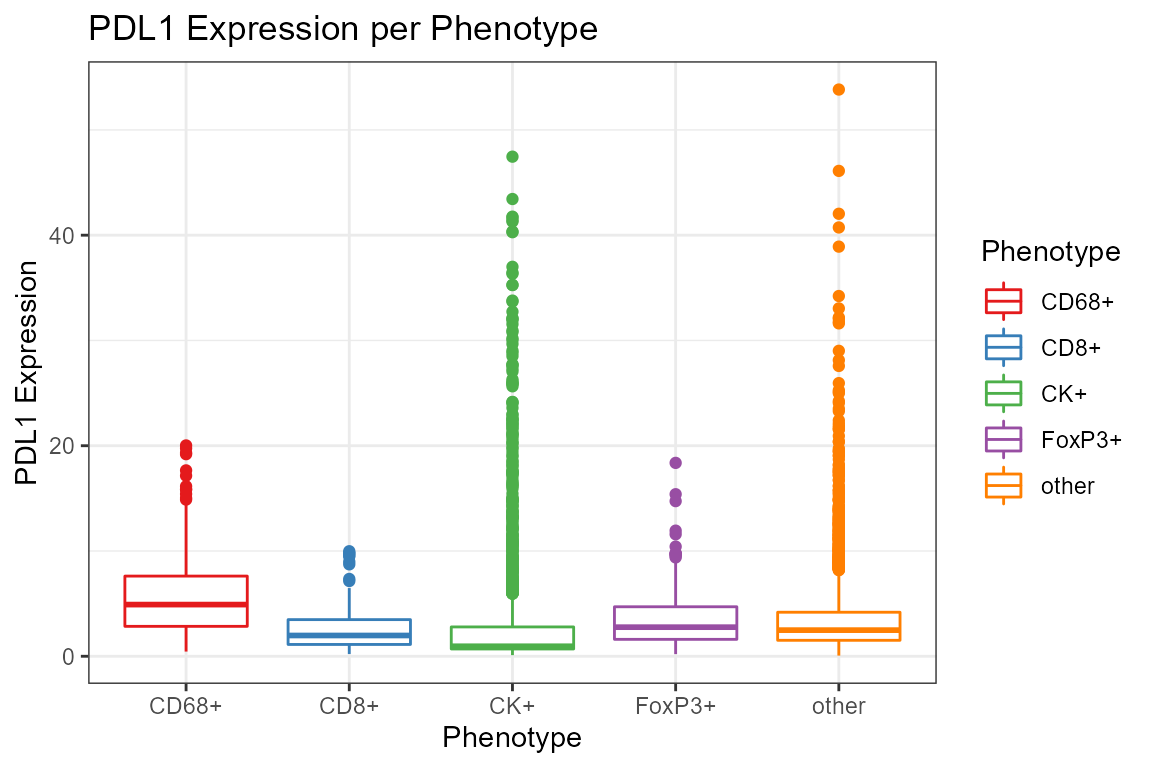 PDL1 Expression per Phenotype
PDL1 Expression
40
20
0
CD68+
CD8+
CK+
FoxP3+
other
Phenotype
Phenotype
CD68+
CD8+
CK+
FoxP3+
other